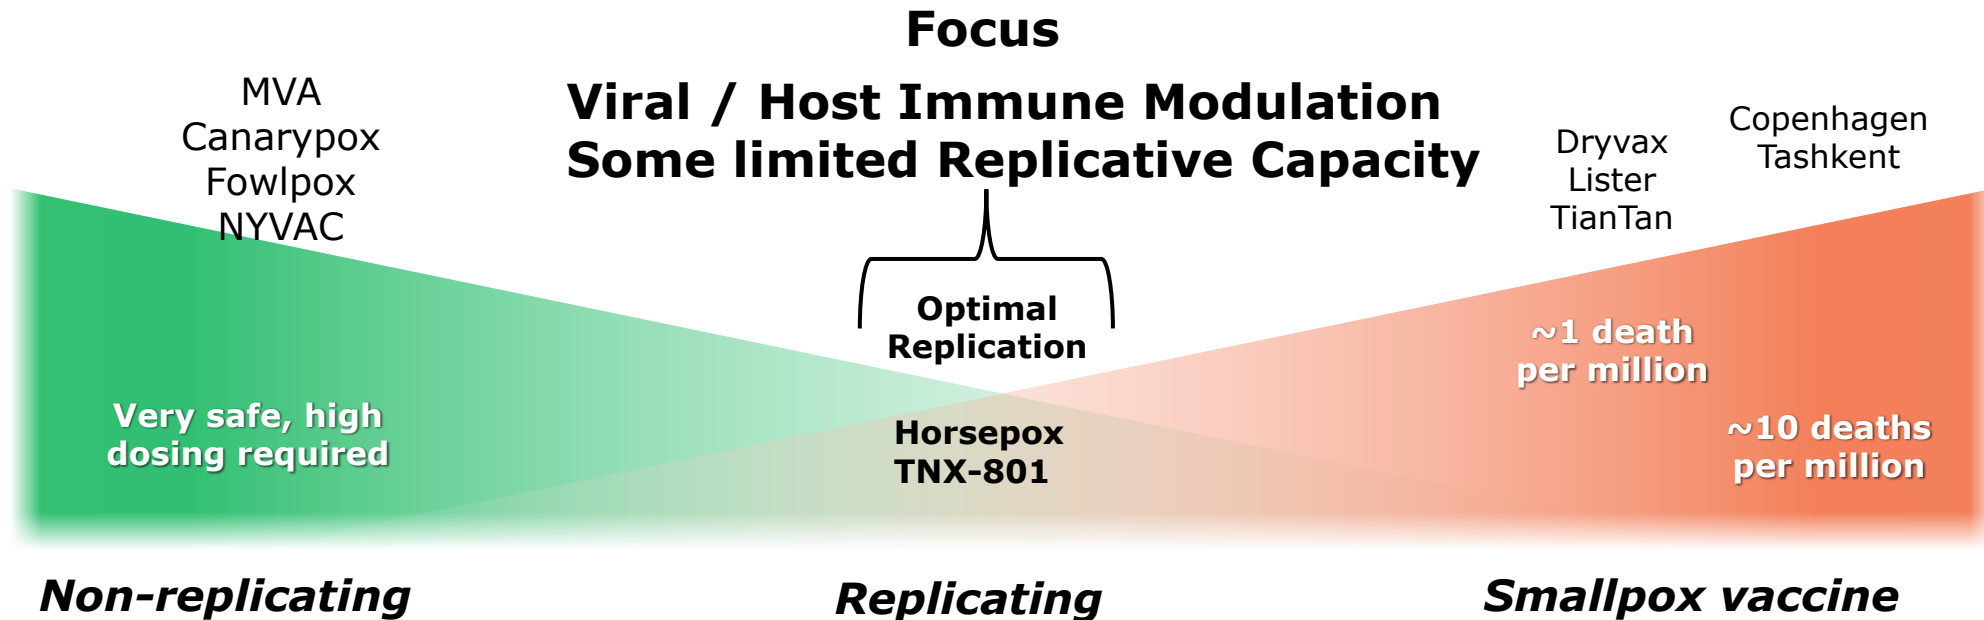 Focus
Viral / Host Immune Modulation
Some limited Replicative Capacity
MVA
Canarypox
Fowlpox
NYVAC
Dryvax
Lister
TianTan
Copenhagen
Tashkent
Optimal
Replication
~1 death
per million
Very safe, high
dosing required
Horsepox
TNX-801
~10 deaths
per million
Non-replicating
Replicating
Smallpox vaccine